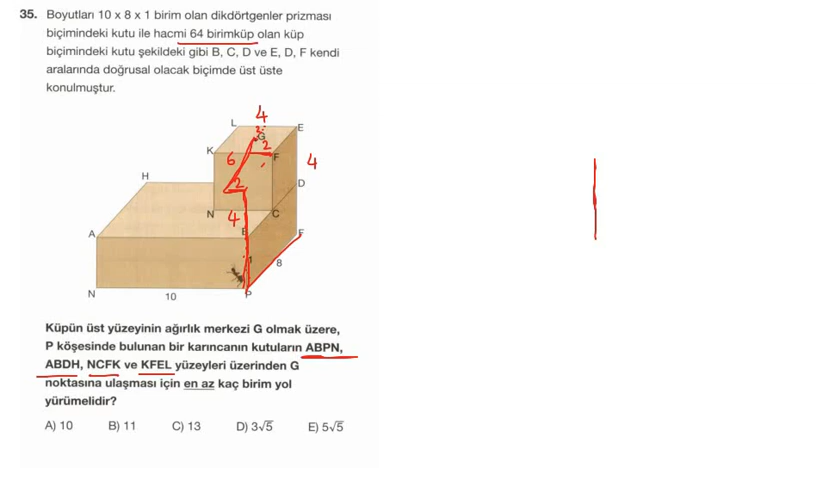 35. Boyutları 10 x 8 x 1 birim olan dikdörtgenler prizması
biçimindeki kutu ile hacmi 64 birimküp olan küp
biçimindeki kutu şekildeki gibi B, C, D ve E, D, F kendi
aralarında doğrusal olacak biçimde üst üste
konulmuştur.
4
L
E
G
2
K
6
F
4
H
D
2
N
4
C
A
B
F
1
8
N
10
P
Küpün üst yüzeyinin ağırlık merkezi G olmak üzere,
P köşesinde bulunan bir karıncanın kutuların ABPN,
ABDH, NCFK ve KFEL yüzeyleri üzerinden G
noktasına ulaşması için en az kaç birim yol
yürümelidir?
A) 10 B) 11 C) 13 D) 3√5 E) 5√5